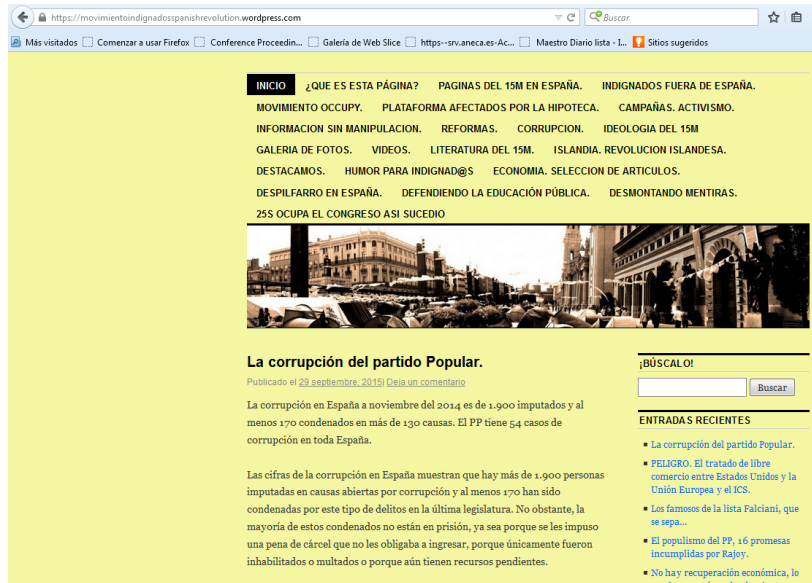 https://movimientoindignadosspanishrevolution.wordpress.com
Buscar
Más visitados
Comenzar a usar Firefox
Conference Proceedin...
Galería de Web Slice
https--srv.aneca.es-Ac...
Maestro Diario lista - I...
Sitios sugeridos
INICIO ¿QUE ES ESTA PÁGINA? PAGINAS DEL 15M EN ESPAÑA. INDIGNADOS FUERA DE ESPAÑA.
MOVIMIENTO OCCUPY. PLATAFORMA AFECTADOS POR LA HIPOTECA. CAMPAÑAS. ACTIVISMO.
INFORMACION SIN MANIPULACION. REFORMAS. CORRUPCION. IDEOLOGIA DEL 15M
GALERIA DE FOTOS. VIDEOS. LITERATURA DEL 15M. ISLANDIA. REVOLUCION ISLANDESA.
DESTACAMOS. HUMOR PARA INDIGNAD@S ECONOMIA. SELECCION DE ARTICULOS.
DESPILFARRO EN ESPAÑA. DEFENDIENDO LA EDUCACIÓN PÚBLICA. DESMONTANDO MENTIRAS.
25S OCUPA EL CONGRESO ASI SUCEDIO
La corrupción del partido Popular.
Publicado el 29 septiembre, 2015| Deja un comentario
La corrupción en España a noviembre del 2014 es de 1.900 imputados y al
menos 170 condenados en más de 130 causas. El PP tiene 54 casos de
corrupción en toda España.
Las cifras de la corrupción en España muestran que hay más de 1.900 personas
imputadas en causas abiertas por corrupción y al menos 170 han sido
condenadas por este tipo de delitos en la última legislatura. No obstante, la
mayoría de estos condenados no están en prisión, ya sea porque se les impuso
una pena de cárcel que no les obligaba a ingresar, porque únicamente fueron
inhabilitados o multados o porque aún tienen recursos pendientes.
¡BÚSCALO!
Buscar
ENTRADAS RECIENTES
La corrupción del partido Popular.
PELIGRO. El tratado de libre
comercio entre Estados Unidos y la
Unión Europea y el ICS.
Los famosos de la lista Falciani, que
se sepa...
El populismo del PP, 16 promesas
incumplidas por Rajoy.
No hay recuperación económica, lo